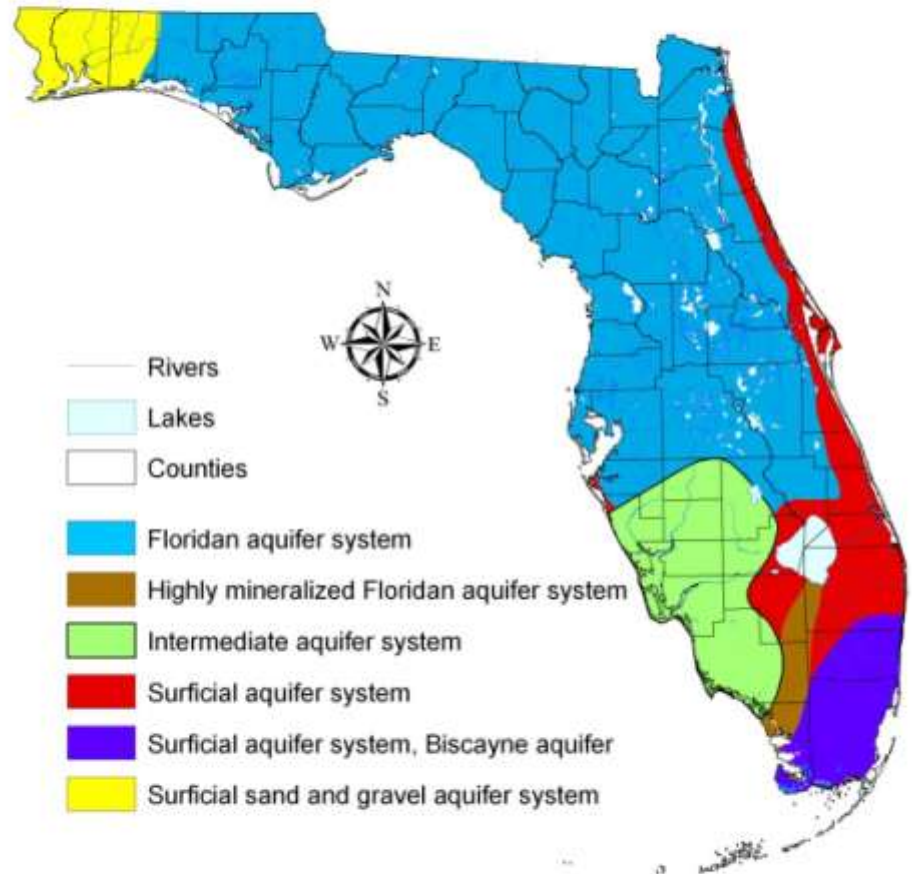 N
W E
S
Rivers
Lakes
Counties
Floridan aquifer system
Highly mineralized Floridan aquifer system
Intermediate aquifer system
Surficial aquifer system
Surficial aquifer system, Biscayne aquifer
Surficial sand and gravel aquifer system